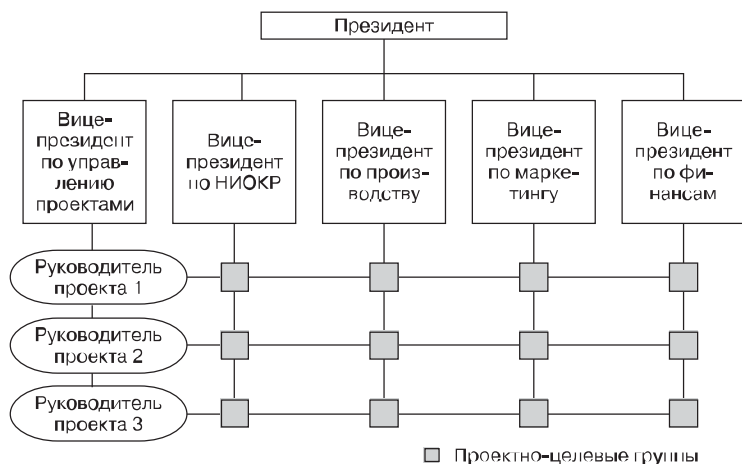 Президент
Вице-
президент
по управ-
лению
проектами
Вице-
президент
по НИОКР
Вице-
президент
по произ-
водству
Вице-
президент
по марке-
тингу
Вице-
президент
по фи-
нансам
Руководитель
проекта 1
Руководитель
проекта 2
Руководитель
проекта 3
Проектно-целевые группы